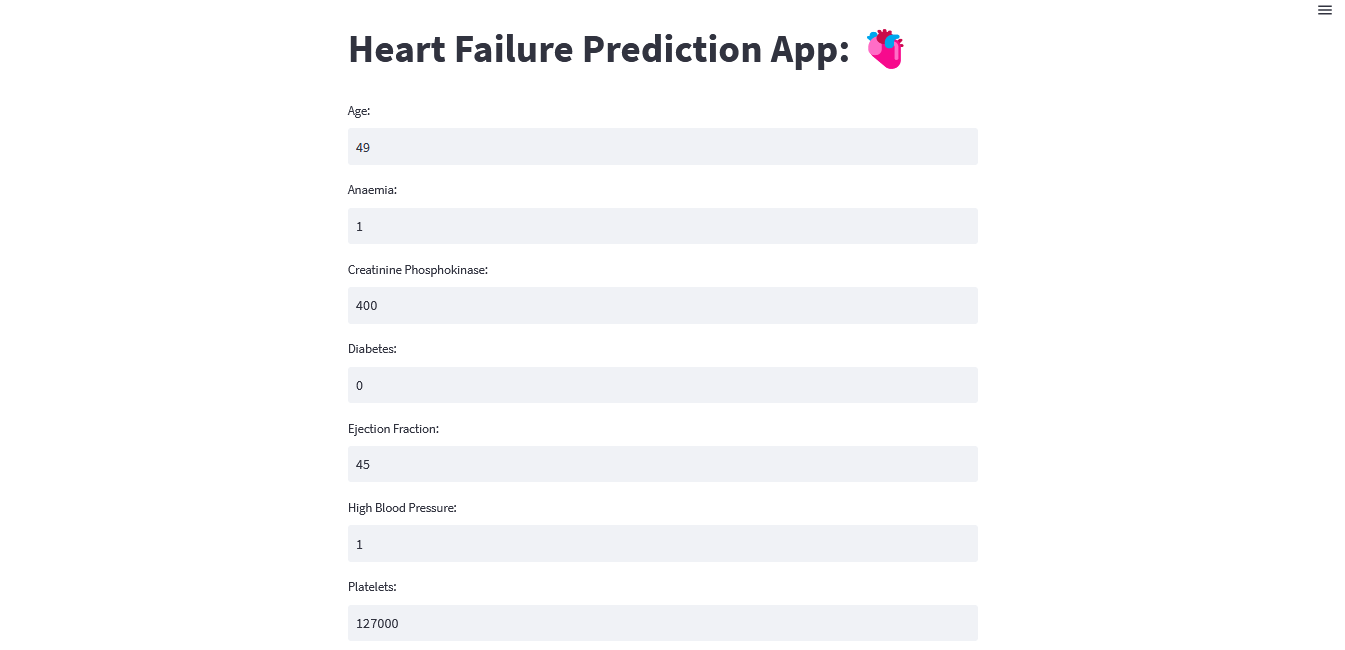 Heart Failure Prediction App: 🫀
Age:
49
Anaemia:
1
Creatinine Phosphokinase:
400
Diabetes:
0
Ejection Fraction:
45
High Blood Pressure:
1
Platelets:
127000